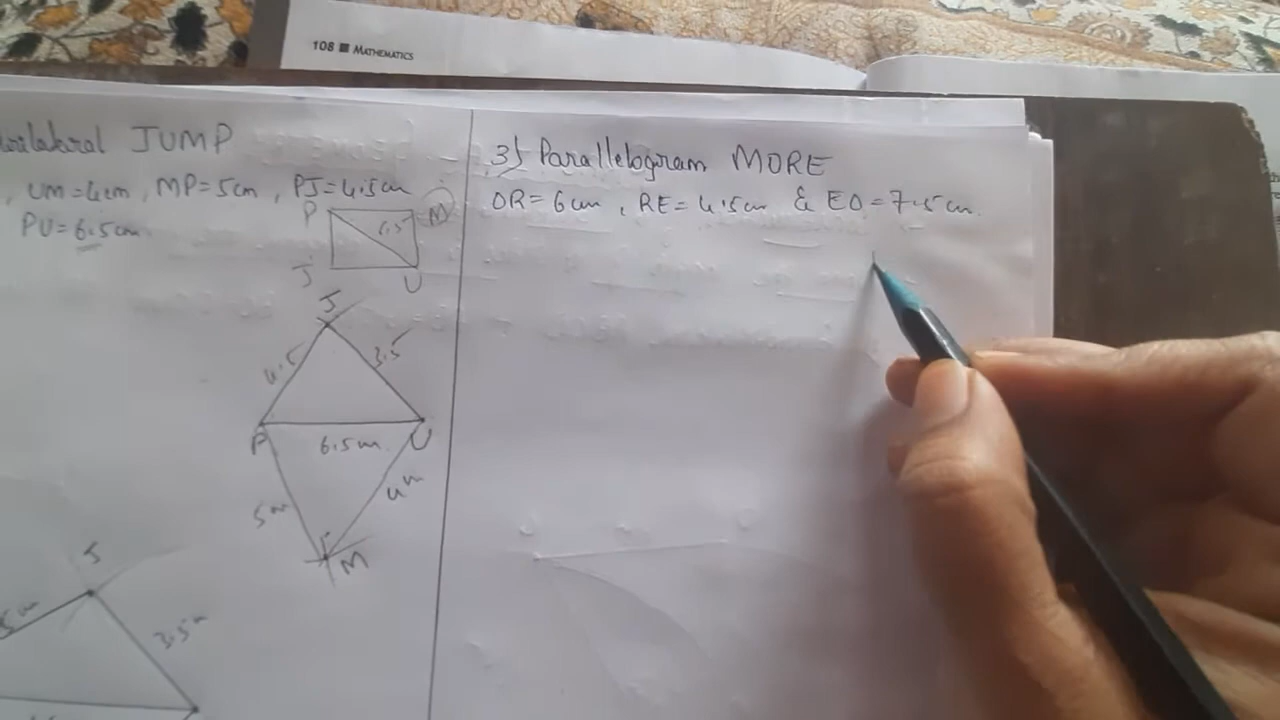 108 ■ MATHEMATICS
JUMP
, UM=4cm, MP=5cm, PJ=4.5cm
PU=6.5cm
P
M
6.5
J
U
J
4.5
3.5
P
6.5cm
U
5cm
4cm
M
J
5cm
3.5cm
3) Parallelogram MORE
OR=6cm, RE=4.5cm & EO=7.5cm.